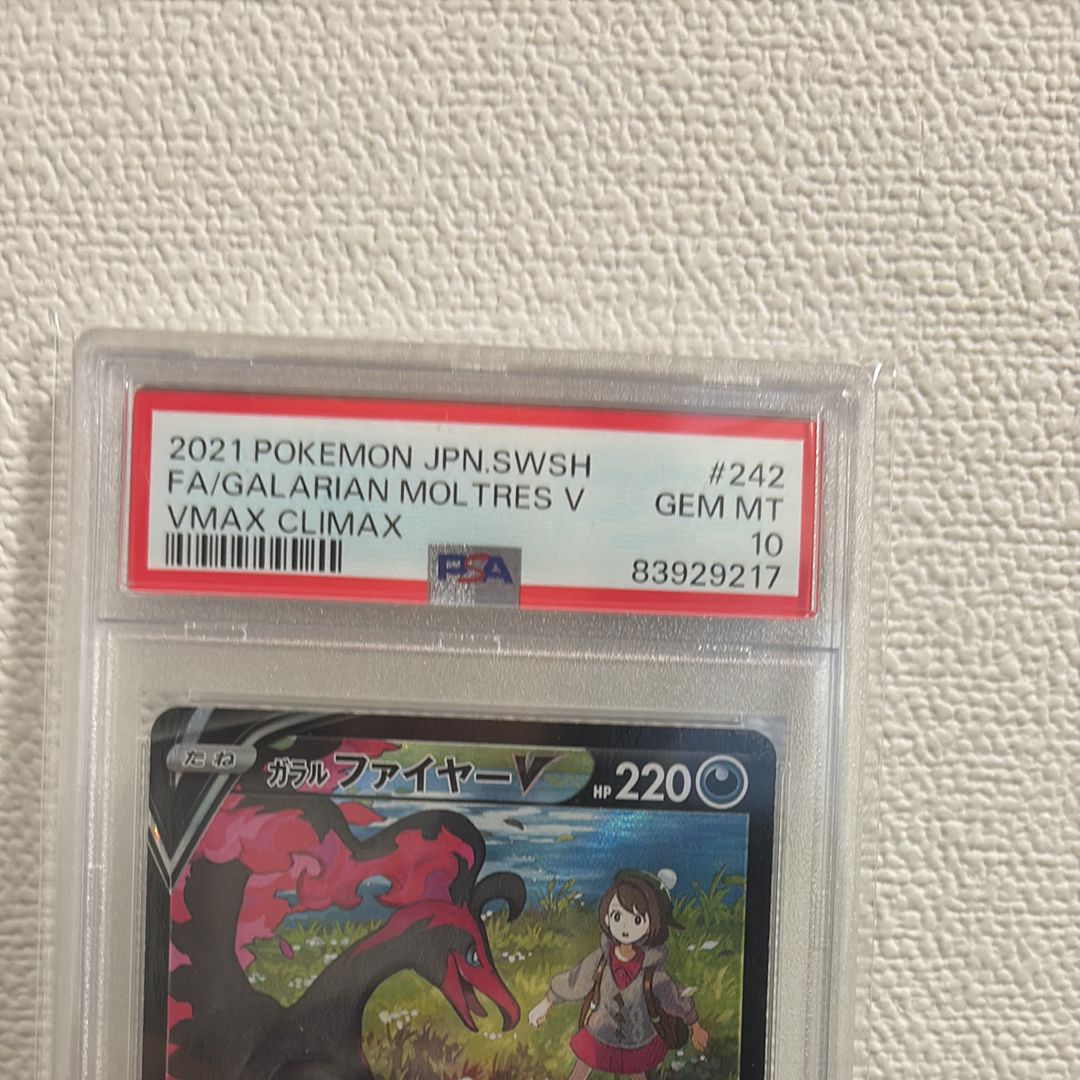 2021 POKEMON JPN.SWSH
FA/GALARIAN MOLTRES V
VMAX CLIMAX
#242
GEM MT
10
83929217
PSA
たね
ガラル ファイヤーV
HP 220